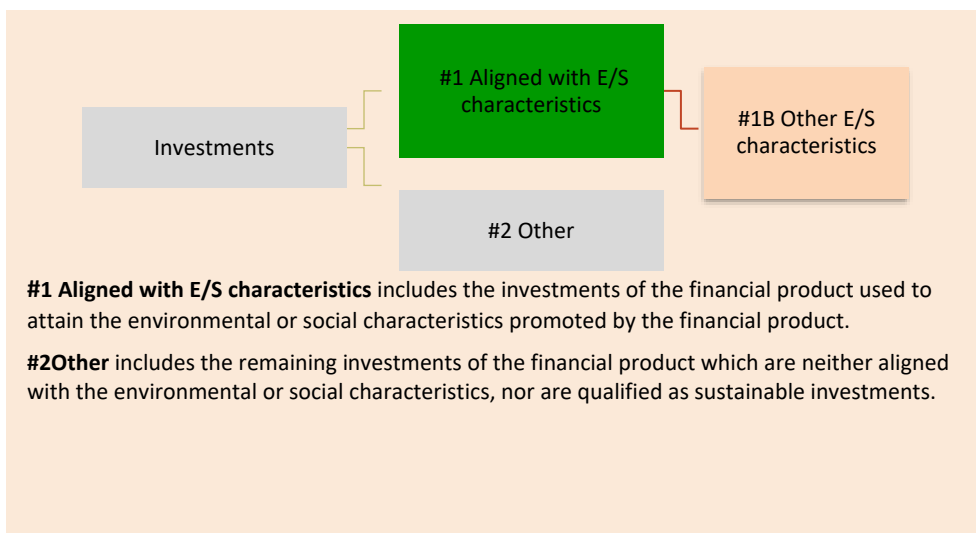 #1 Aligned with E/S
characteristics
#1B Other E/S
characteristics
Investments
#2 Other
#1 Aligned with E/S characteristics includes the investments of the financial product used to
attain the environmental or social characteristics promoted by the financial product.
#2Other includes the remaining investments of the financial product which are neither aligned
with the environmental or social characteristics, nor are qualified as sustainable investments.